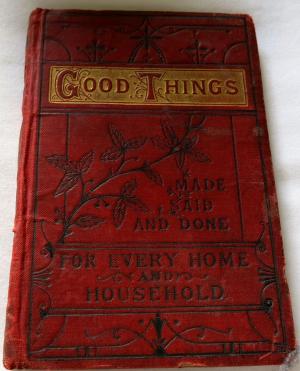 GOOD THINGS
MADE
SAID
AND DONE
FOR EVERY HOME
AND
HOUSEHOLD